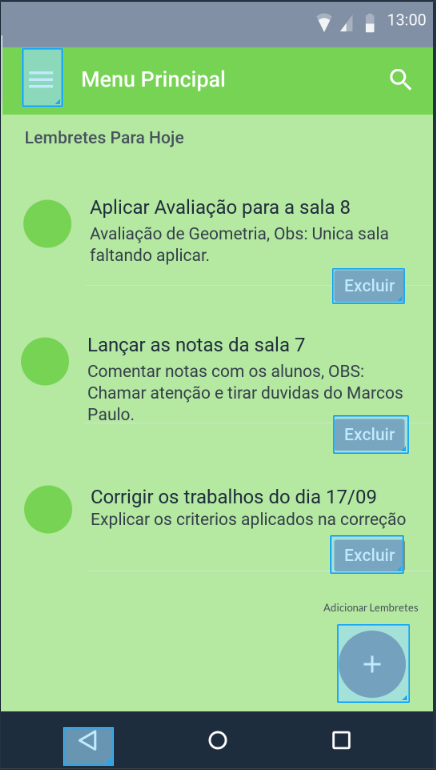 13:00
Menu Principal
Lembretes Para Hoje
Aplicar Avaliação para a sala 8
Avaliação de Geometria, Obs: Unica sala
faltando aplicar.
Excluir
Lançar as notas da sala 7
Comentar notas com os alunos, OBS:
Chamar atenção e tirar duvidas do Marcos
Paulo.
Excluir
Corrigir os trabalhos do dia 17/09
Explicar os criterios aplicados na correção
Excluir
Adicionar Lembretes
+